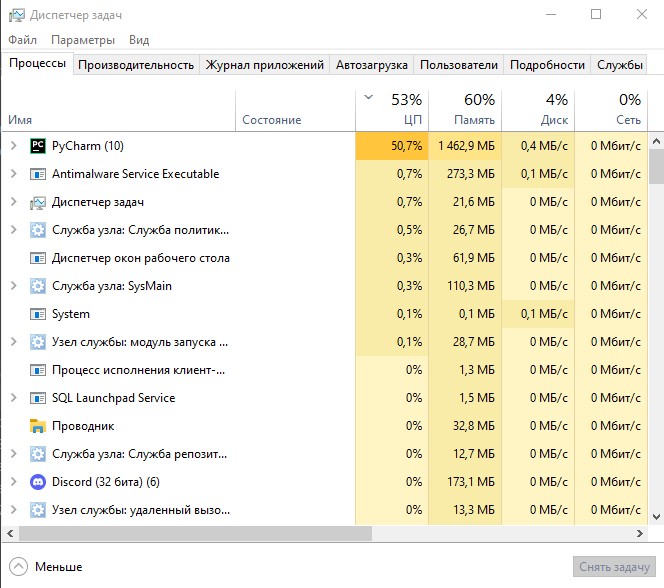 Диспетчер задач
Файл Параметры Вид
Процессы Производительность Журнал приложений Автозагрузка Пользователи Подробности Службы
53% 60% 4% 0%
Имя Состояние ЦП Память Диск Сеть
PC PyCharm (10) 50,7% 1 462,9 МБ 0,4 МБ/с 0 Мбит/с
Antimalware Service Executable 0,7% 273,3 МБ 0,1 МБ/с 0 Мбит/с
Диспетчер задач 0,7% 21,6 МБ 0 МБ/с 0 Мбит/с
Служба узла: Служба политик... 0,5% 26,7 МБ 0 МБ/с 0 Мбит/с
Диспетчер окон рабочего стола 0,3% 61,9 МБ 0 МБ/с 0 Мбит/с
Служба узла: SysMain 0,3% 110,3 МБ 0 МБ/с 0 Мбит/с
System 0,1% 0,1 МБ 0,1 МБ/с 0 Мбит/с
Узел службы: модуль запуска ... 0,1% 28,7 МБ 0 МБ/с 0 Мбит/с
Процесс исполнения клиент-... 0% 1,3 МБ 0 МБ/с 0 Мбит/с
SQL Launchpad Service 0% 1,5 МБ 0 МБ/с 0 Мбит/с
Проводник 0% 32,8 МБ 0 МБ/с 0 Мбит/с
Служба узла: Служба репозит... 0% 12,7 МБ 0 МБ/с 0 Мбит/с
Discord (32 бита) (6) 0% 173,1 МБ 0 МБ/с 0 Мбит/с
Узел службы: удаленный вызо... 0% 13,3 МБ 0 МБ/с 0 Мбит/с
Меньше Снять задачу